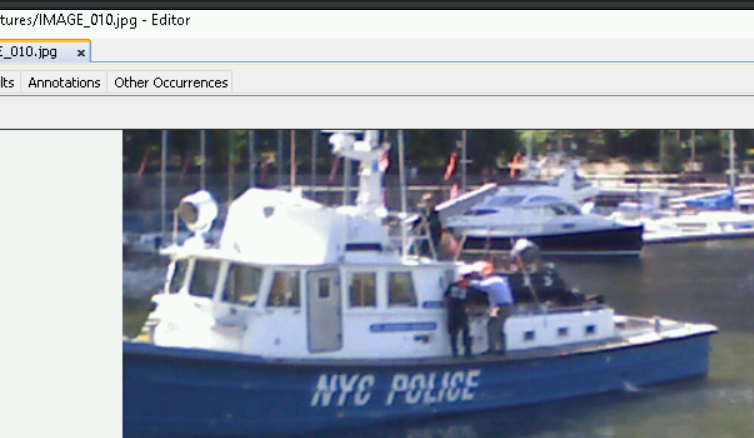 tures/IMAGE_010.jpg - Editor
E_010.jpg x
lts Annotations Other Occurrences
NYC POLICE